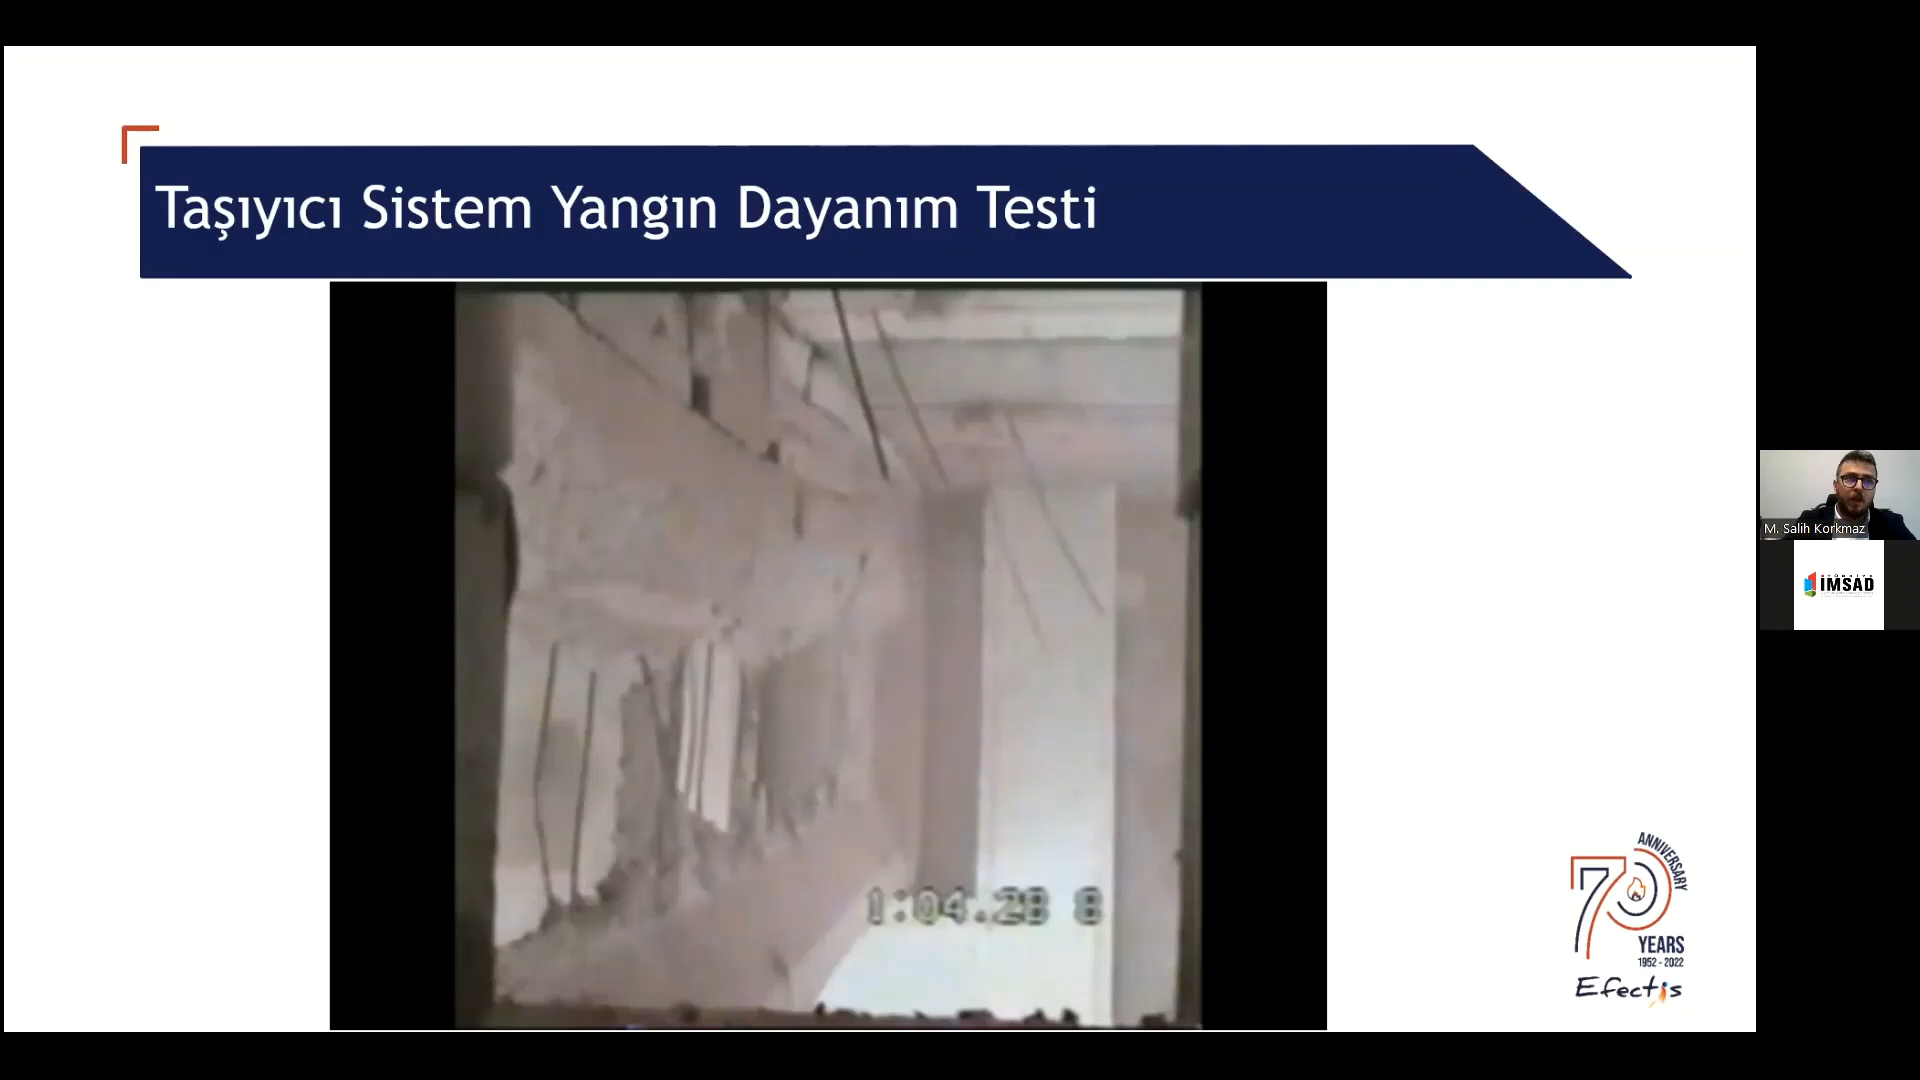 Taşıyıcı Sistem Yangın Dayanım Testi
1:04.28 8
M. Salih Korkmaz
İMSAD
70
ANNIVERSARY
YEARS
1952 - 2022
Efectis